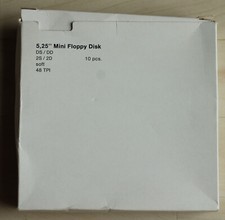 5,25" Mini Floppy Disk
DS / DD
2S / 2D 10 pcs.
soft
48 TPI